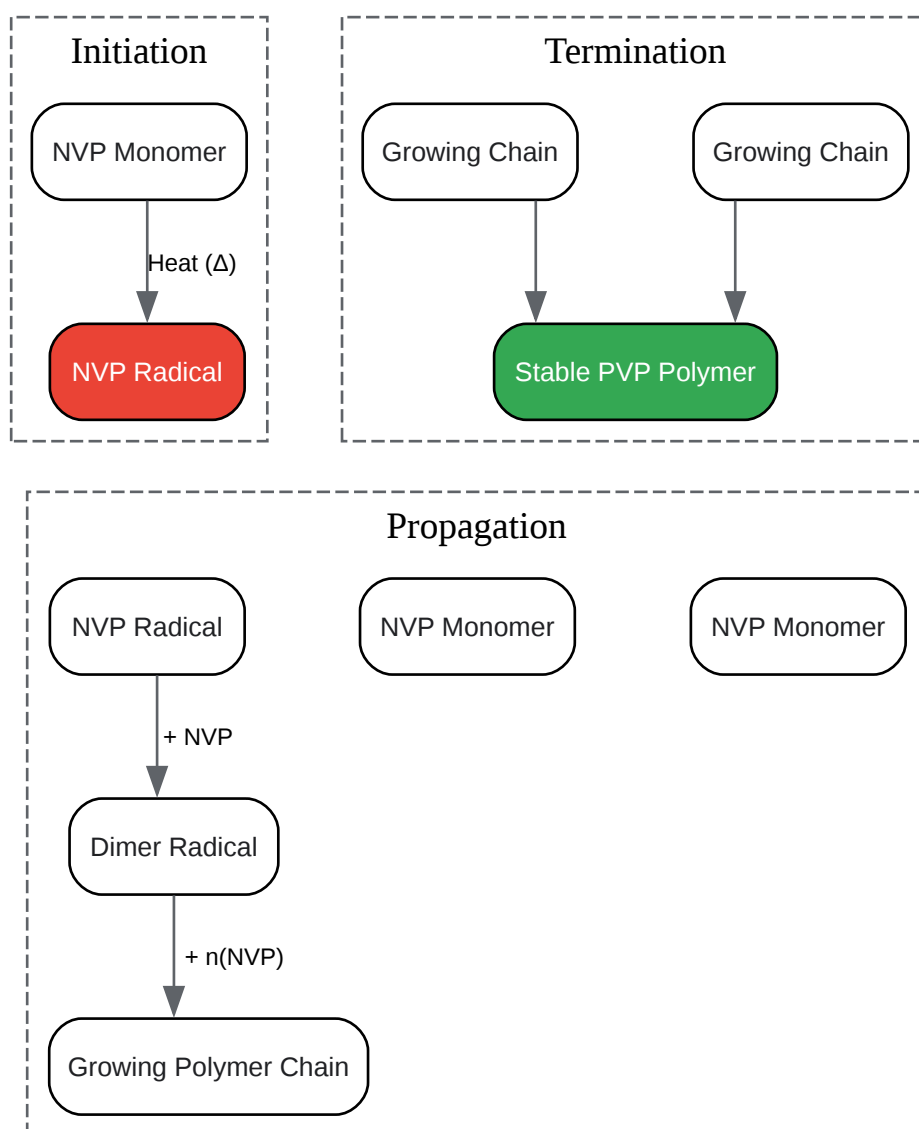 Initiation
NVP Monomer
Heat (Δ)
NVP Radical
Termination
Growing Chain
Growing Chain
Stable PVP Polymer
Propagation
NVP Radical
NVP Monomer
NVP Monomer
+ NVP
Dimer Radical
+ n(NVP)
Growing Polymer Chain